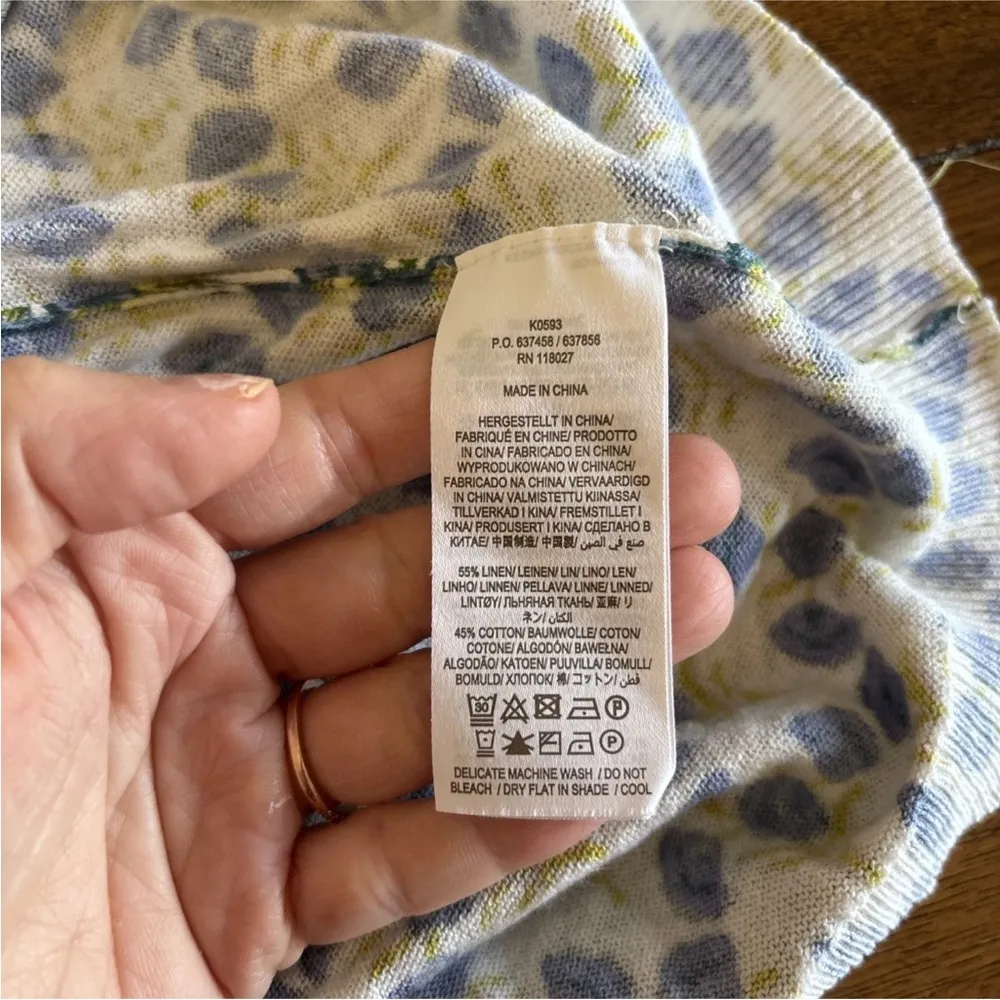 K0593
P.O. 637458 / 637856
RN 118027
MADE IN CHINA
HERGESTELLT IN CHINA/
FABRIQUÉ EN CHINE/ PRODOTTO
IN CINA/ FABRICADO EN CHINA/
WYPRODUKOWANO W CHINACH/
FABRICADO NA CHINA/ VERVAARDIGD
IN CHINA/ VALMISTETTU KIINASSA/
TILLVERKAD I KINA/ FREMSTILLET I
KINA/ PRODUSERT I KINA/ СДЕЛАНО В
КИТАЕ/ 中国制造/ 中国製/ صنع في الصين
55% LINEN/ LEINEN/ LIN/ LINO/ LEN/
LINHO/ LINNEN/ PELLAVA/ LINNE/ LINNED/
LINTØY/ ЛЬНЯНАЯ ТКАНЬ/ 亚麻/ リ
ネン/ الكتان
45% COTTON/ BAUMWOLLE/ COTON/
COTONE/ ALGODÓN/ BAWEŁNA/
ALGODÃO/ KATOEN/ PUUVILLA/ BOMULL/
BOMULD/ ХЛОПОК/ 棉/ コットン/ قطن
30 P
P
DELICATE MACHINE WASH / DO NOT
BLEACH / DRY FLAT IN SHADE / COOL